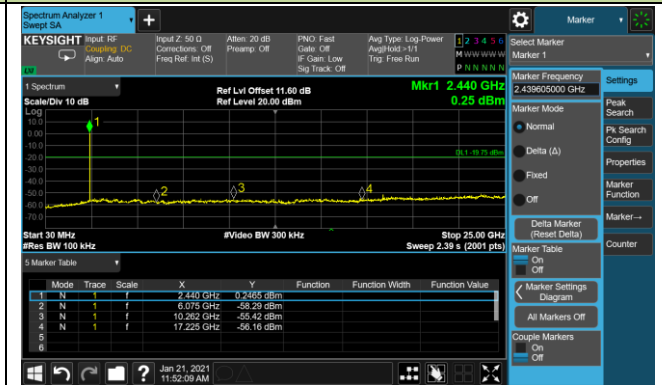 Spectrum Analyzer 1
Swept SA
+
Marker
KEYSIGHT
Input: RF
Coupling: DC
Align: Auto
Input Z: 50 Ω
Corrections: Off
Freq Ref: Int (S)
Atten: 20 dB
Preamp: Off
PNO: Fast
Gate: Off
IF Gain: Low
Sig Track: Off
Avg Type: Log-Power
Avg|Hold:>1/1
Trig: Free Run
1 2 3 4 5 6
M W W W W W
P N N N N N
Select Marker
Marker 1
1 Spectrum
Scale/Div 10 dB
Log
Ref Lvl Offset 11.60 dB
Ref Level 20.00 dBm
Mkr1 2.440 GHz
0.25 dBm
10.0
0.00
-10.0
-20.0
-30.0
-40.0
-50.0
-60.0
-70.0
1
2
3
4
DL1 -19.75 dBm
Start 30 MHz
#Res BW 100 kHz
#Video BW 300 kHz
Stop 25.00 GHz
Sweep 2.39 s (2001 pts)
5 Marker Table
Mode Trace Scale X Y Function Function Width Function Value
1 N 1 f 2.440 GHz 0.2465 dBm
2 N 1 f 6.075 GHz -58.29 dBm
3 N 1 f 10.262 GHz -55.42 dBm
4 N 1 f 17.225 GHz -56.16 dBm
5
6
Marker Frequency
2.439605000 GHz
Marker Mode
Normal
Delta (Δ)
Fixed
Off
Delta Marker
(Reset Delta)
Marker Table
On
Off
Marker Settings
Diagram
All Markers Off
Couple Markers
On
Off
Settings
Peak
Search
Pk Search
Config
Properties
Marker
Function
Marker→
Counter
?
Jan 21, 2021
11:52:09 AM